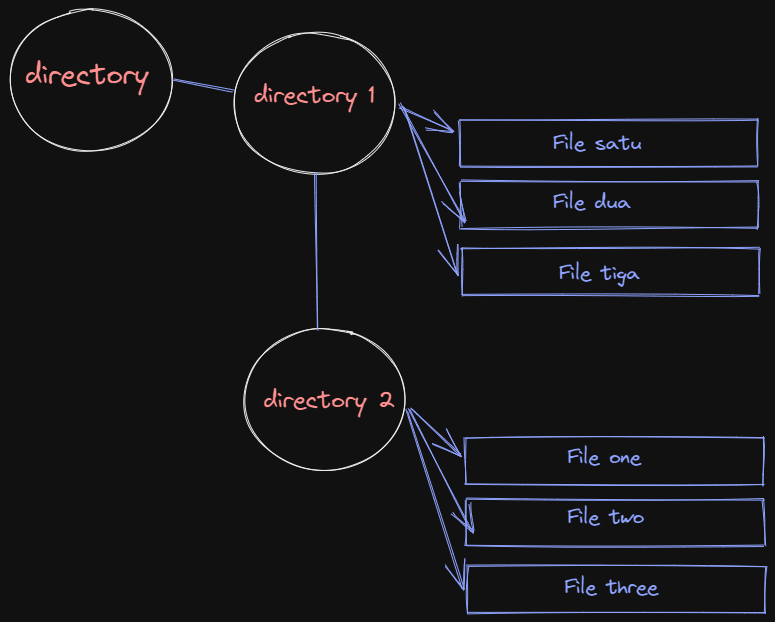 directory
directory 1
File satu
File dua
File tiga
directory 2
File one
File two
File three